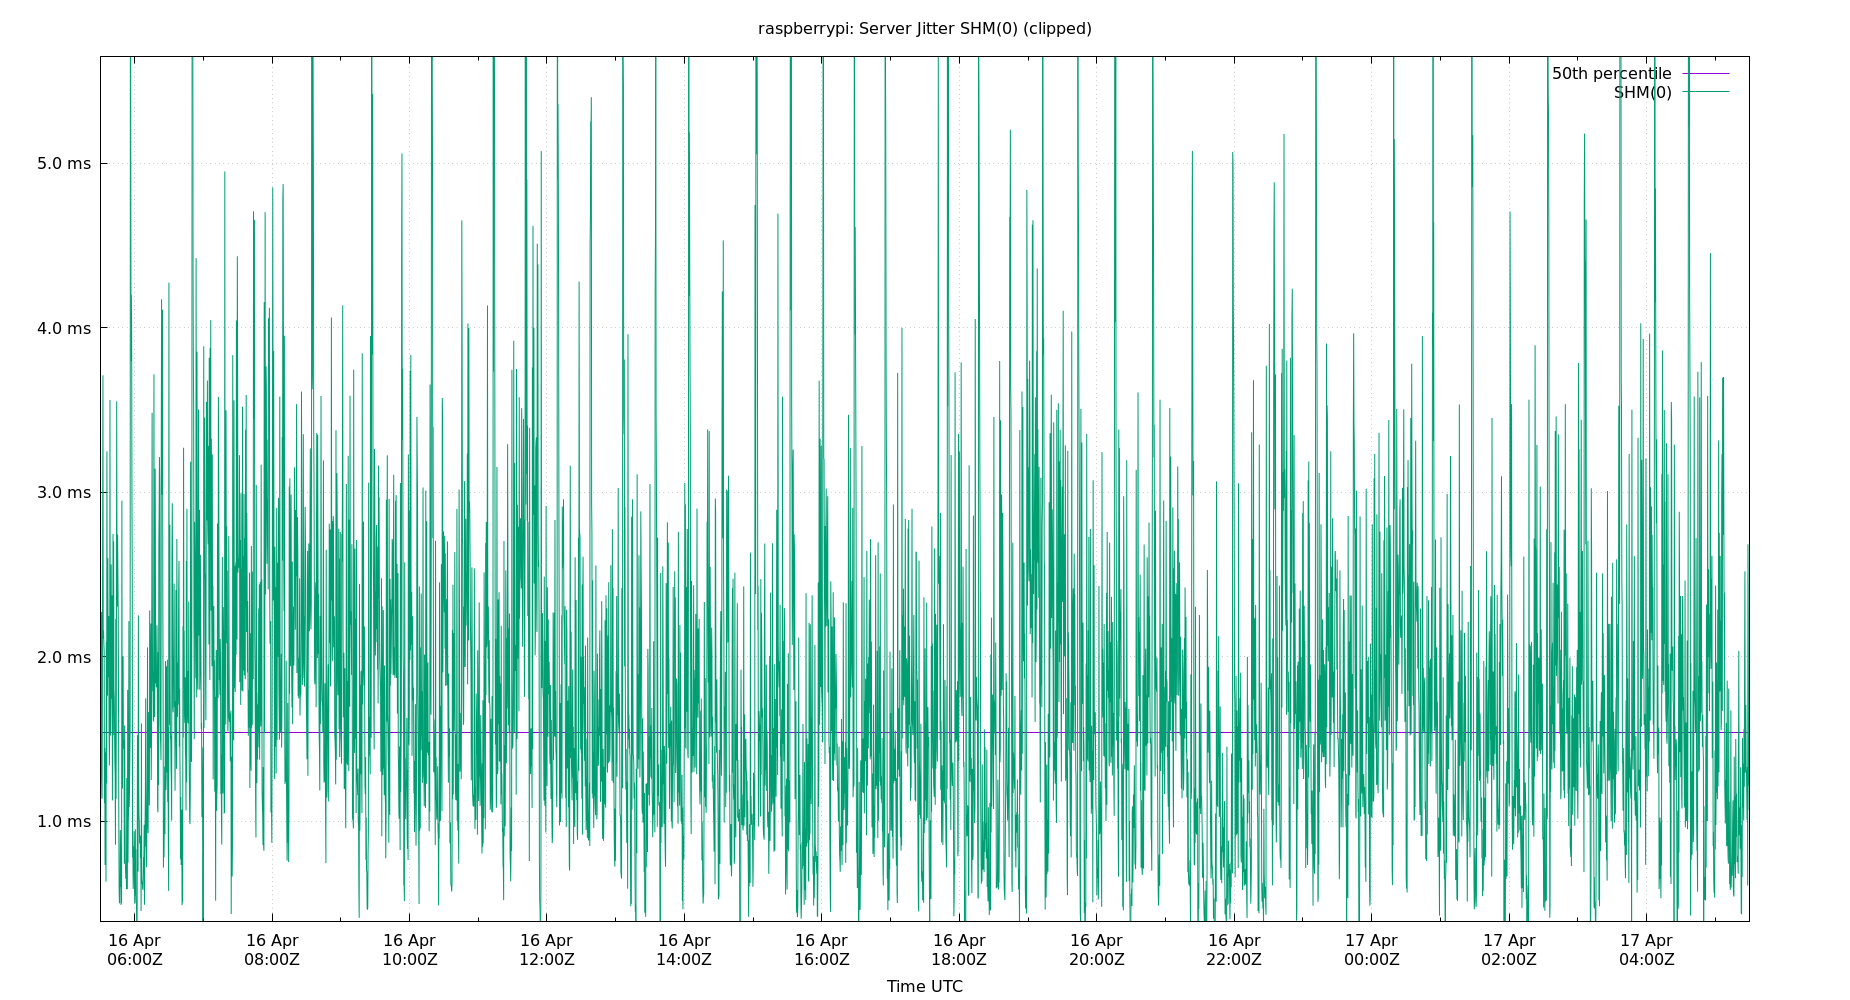 raspberrypi: Server Jitter SHM(0) (clipped)
50th percentile
SHM(0)
5.0 ms
4.0 ms
3.0 ms
2.0 ms
1.0 ms
16 Apr 16 Apr 16 Apr 16 Apr 16 Apr 16 Apr 16 Apr 16 Apr 16 Apr 17 Apr 17 Apr 17 Apr
06:00Z 08:00Z 10:00Z 12:00Z 14:00Z 16:00Z 18:00Z 20:00Z 22:00Z 00:00Z 02:00Z 04:00Z
Time UTC